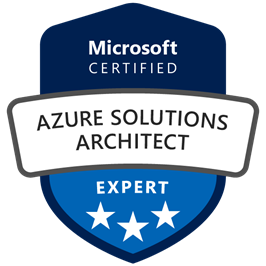 Microsoft
CERTIFIED
AZURE SOLUTIONS
ARCHITECT
EXPERT